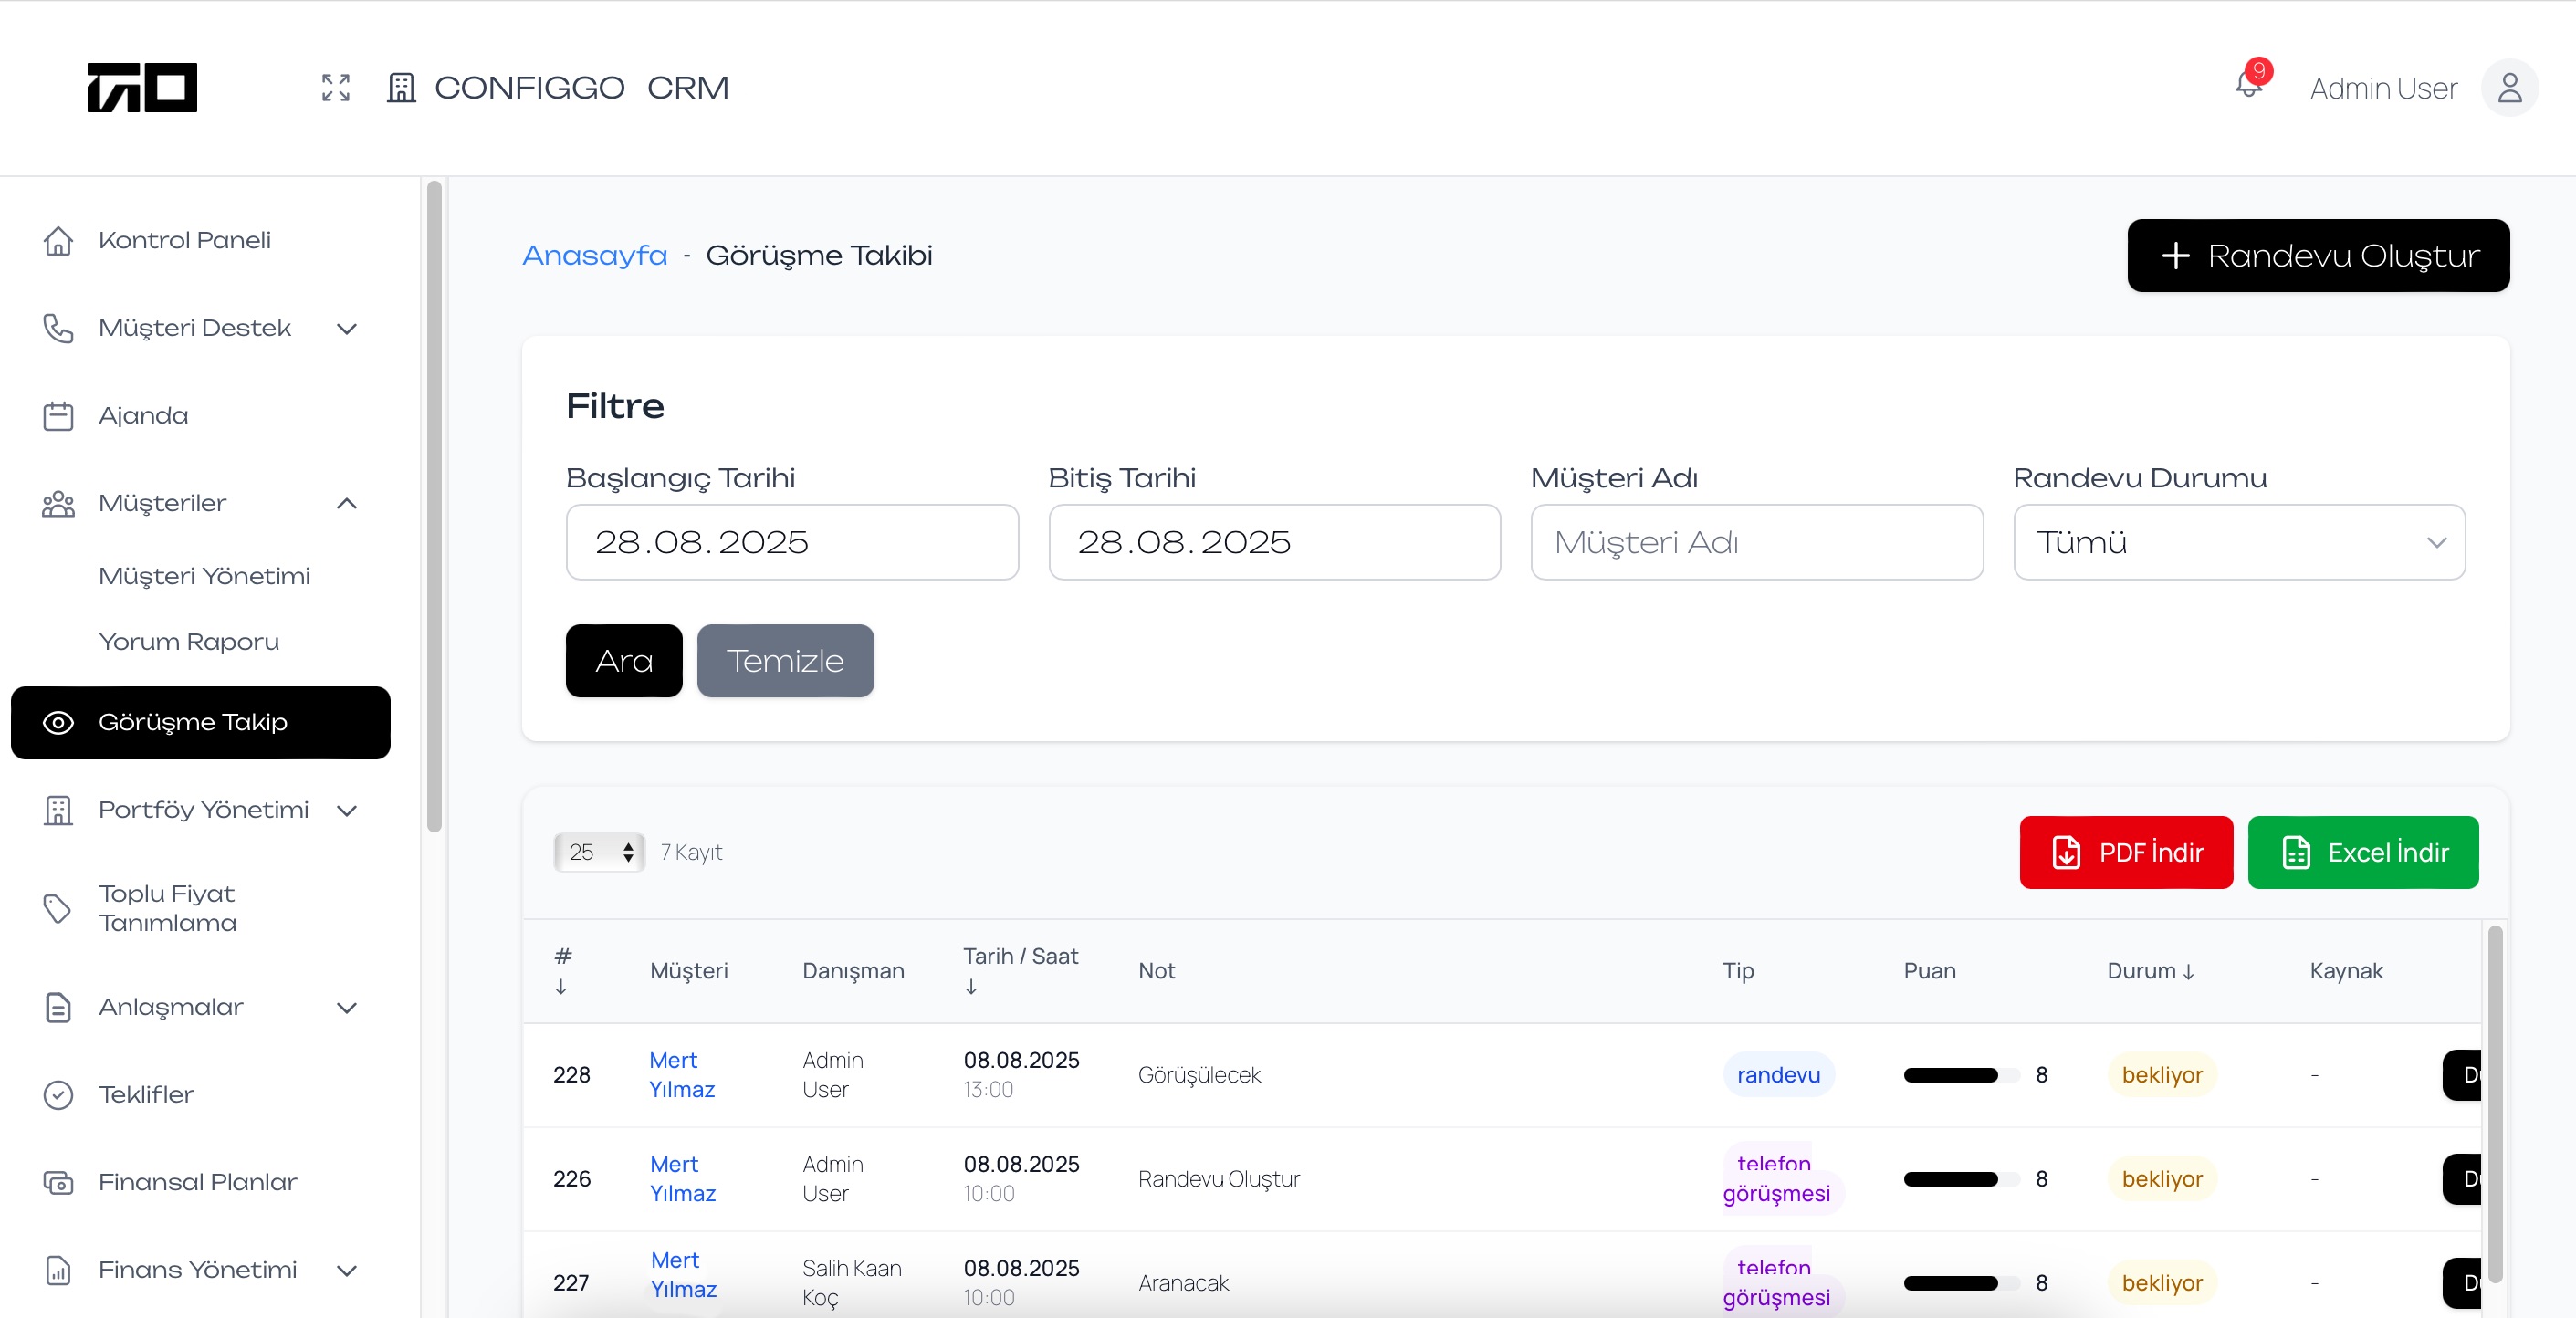 GO
CONFIGGO CRM
9
Admin User
Kontrol Paneli
Müşteri Destek
Ajanda
Müşteriler
Müşteri Yönetimi
Yorum Raporu
Görüşme Takip
Portföy Yönetimi
Toplu Fiyat
Tanımlama
Anlaşmalar
Teklifler
Finansal Planlar
Finans Yönetimi
Anasayfa - Görüşme Takibi
+ Randevu Oluştur
Filtre
Başlangıç Tarihi
28.08.2025
Bitiş Tarihi
28.08.2025
Müşteri Adı
Müşteri Adı
Randevu Durumu
Tümü
Ara
Temizle
25
7 Kayıt
PDF İndir
Excel İndir
# ↓
Müşteri
Danışman
Tarih / Saat ↓
Not
Tip
Puan
Durum ↓
Kaynak
228
Mert
Yılmaz
Admin
User
08.08.2025
13:00
Görüşülecek
randevu
8
bekliyor
-
226
Mert
Yılmaz
Admin
User
08.08.2025
10:00
Randevu Oluştur
telefon
görüşmesi
8
bekliyor
-
227
Mert
Yılmaz
Salih Kaan
Koç
08.08.2025
10:00
Aranacak
telefon
görüşmesi
8
bekliyor
-